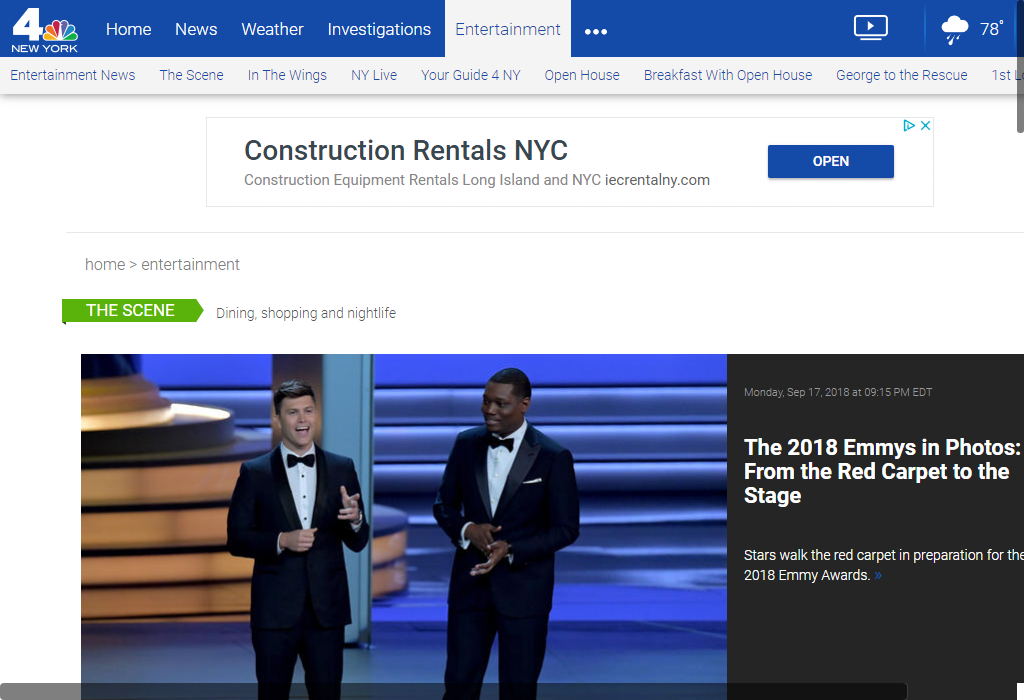 4
NEW YORK
Home
News
Weather
Investigations
Entertainment
•••
78°
Entertainment News
The Scene
In The Wings
NY Live
Your Guide 4 NY
Open House
Breakfast With Open House
George to the Rescue
1st L
Construction Rentals NYC
Construction Equipment Rentals Long Island and NYC iecrentalny.com
OPEN
home > entertainment
THE SCENE
Dining, shopping and nightlife
Monday, Sep 17, 2018 at 09:15 PM EDT
The 2018 Emmys in Photos:
From the Red Carpet to the
Stage
Stars walk the red carpet in preparation for the
2018 Emmy Awards. »